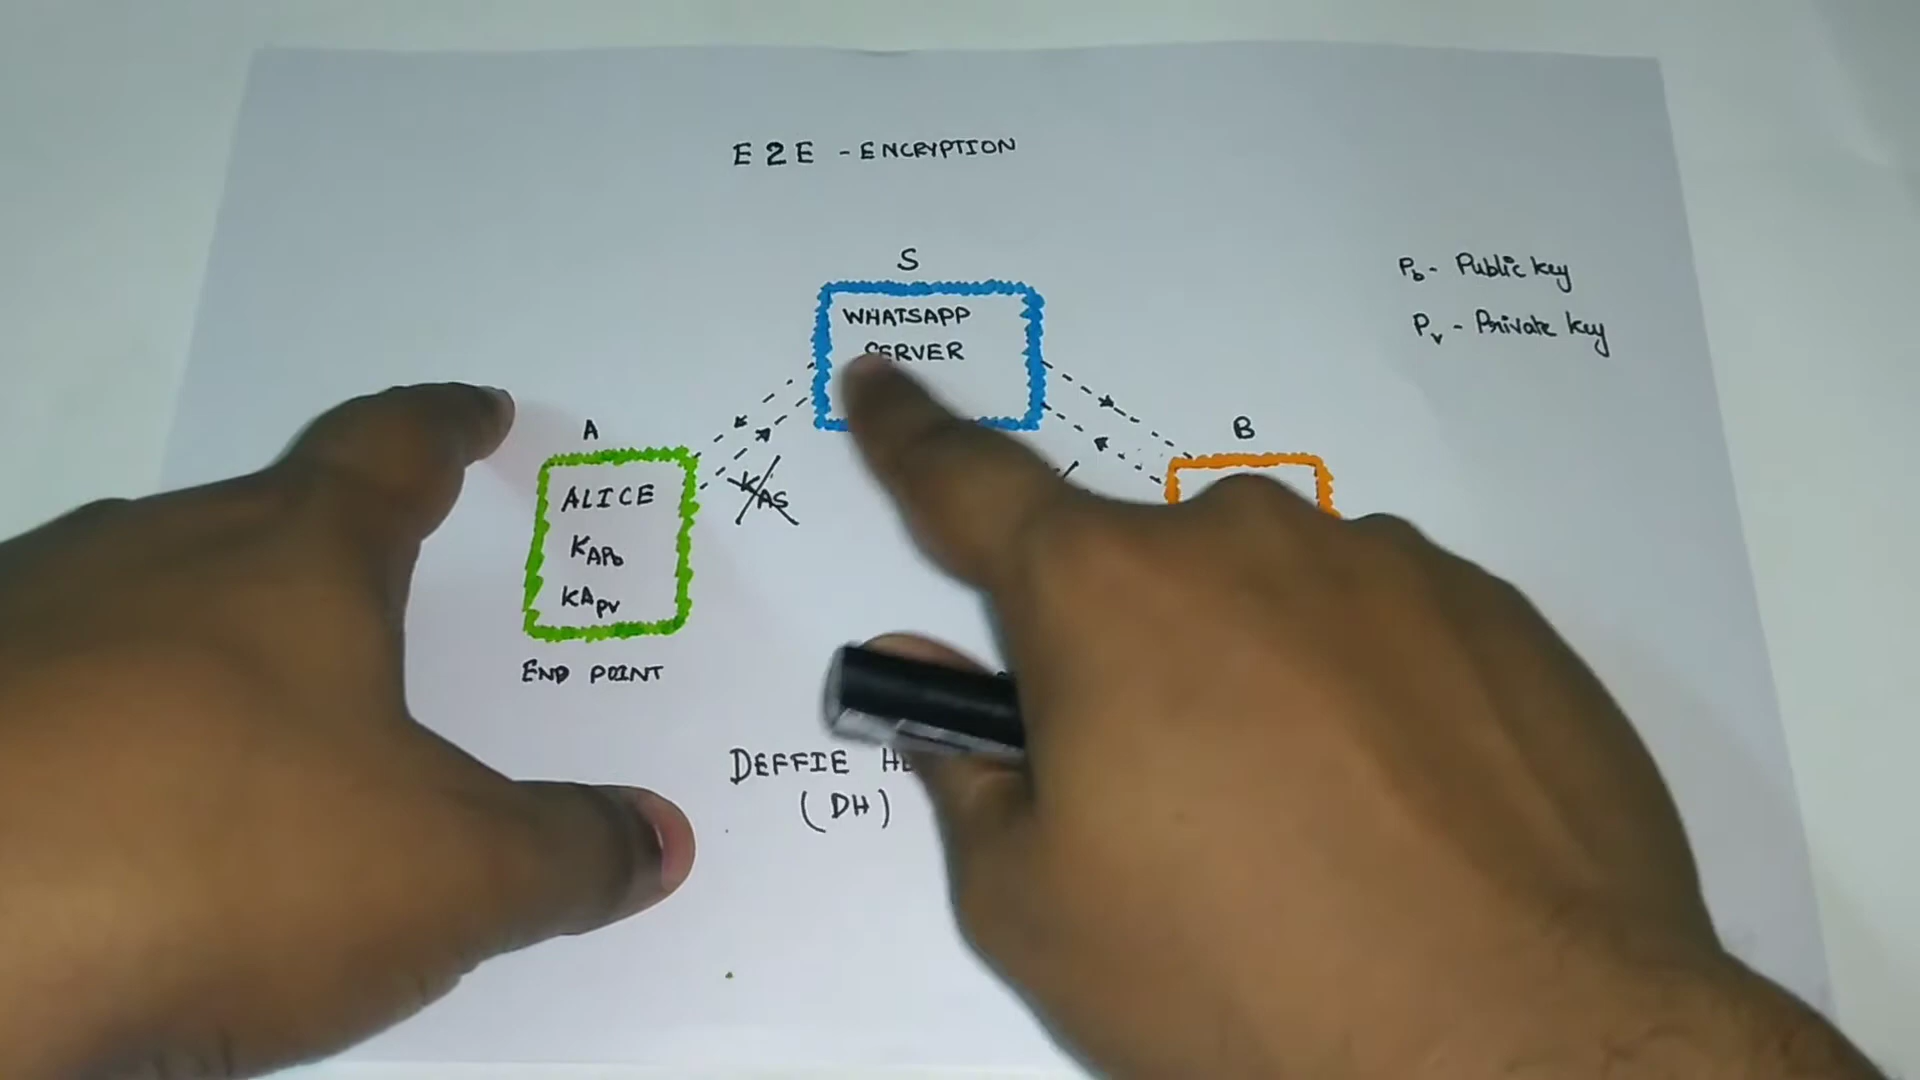 E2E - ENCRYPTION
S
WHATSAPP
SERVER
Pb - Public key
Pv - Private key
A
B
ALICE
KAPb
KAPv
KAS
END POINT
DEFFIE
(DH)